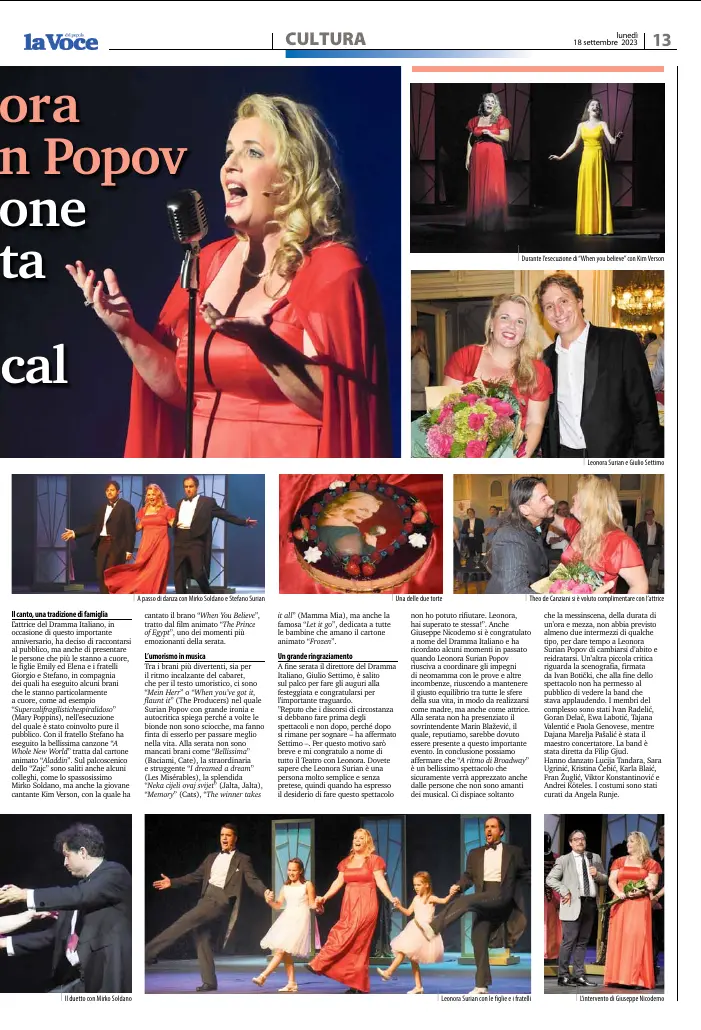 la Voce
del popolo
CULTURA
lunedì
18 settembre 2023
13
ora
n Popov
one
ta
cal
Durante l'esecuzione di "When you believe" con Kim Verson
Leonora Surian e Giulio Settimo
A passo di danza con Mirko Soldano e Stefano Surian
Una delle due torte
Theo de Canziani si è voluto complimentare con l'attrice
Il canto, una tradizione di famiglia
L'attrice del Dramma Italiano, in
occasione di questo importante
anniversario, ha deciso di raccontarsi
al pubblico, ma anche di presentare
le persone che più le stanno a cuore,
le figlie Emily ed Elena e i fratelli
Giorgio e Stefano, in compagnia
dei quali ha eseguito alcuni brani
che le stanno particolarmente
a cuore, come ad esempio
"Supercalifragilistichespiralidoso"
(Mary Poppins), nell'esecuzione
del quale è stato coinvolto pure il
pubblico. Con il fratello Stefano ha
eseguito la bellissima canzone "A
Whole New World" tratta dal cartone
animato "Aladdin". Sul palcoscenico
dello "Zajc" sono saliti anche alcuni
colleghi, come lo spassosissimo
Mirko Soldano, ma anche la giovane
cantante Kim Verson, con la quale ha
cantato il brano "When You Believe",
tratto dal film animato "The Prince
of Egypt", uno dei momenti più
emozionanti della serata.
L'umorismo in musica
Tra i brani più divertenti, sia per
il ritmo incalzante del cabaret,
che per il testo umoristico, ci sono
"Mein Herr" o "When you've got it,
flaunt it" (The Producers) nel quale
Surian Popov con grande ironia e
autocritica spiega perché a volte le
bionde non sono sciocche, ma fanno
finta di esserlo per passare meglio
nella vita. Alla serata non sono
mancati brani come "Bellissima"
(Baciami, Cate), la straordinaria
e struggente "I dreamed a dream"
(Les Misérables), la splendida
"Neka cijeli ovaj svijet" (Jalta, Jalta),
"Memory" (Cats), "The winner takes
it all" (Mamma Mia), ma anche la
famosa "Let it go", dedicata a tutte
le bambine che amano il cartone
animato "Frozen".
Un grande ringraziamento
A fine serata il direttore del Dramma
Italiano, Giulio Settimo, è salito
sul palco per fare gli auguri alla
festeggiata e congratularsi per
l'importante traguardo.
"Reputo che i discorsi di circostanza
si debbano fare prima degli
spettacoli e non dopo, perché dopo
si rimane per sognare – ha affermato
Settimo –. Per questo motivo sarò
breve e mi congratulo a nome di
tutto il Teatro con Leonora. Dovete
sapere che Leonora Surian è una
persona molto semplice e senza
pretese, quindi quando ha espresso
il desiderio di fare questo spettacolo
non ho potuto rifiutare. Leonora,
hai superato te stessa!". Anche
Giuseppe Nicodemo si è congratulato
a nome del Dramma Italiano e ha
ricordato alcuni momenti in passato
quando Leonora Surian Popov
riusciva a coordinare gli impegni
di neomamma con le prove e altre
incombenze, riuscendo a mantenere
il giusto equilibrio tra tutte le sfere
della sua vita, in modo da realizzarsi
come madre, ma anche come attrice.
Alla serata non ha presenziato il
sovrintendente Marin Blažević, il
quale, reputiamo, sarebbe dovuto
essere presente a questo importante
evento. In conclusione possiamo
affermare che "A ritmo di Broadway"
è un bellissimo spettacolo che
sicuramente verrà apprezzato anche
dalle persone che non sono amanti
dei musical. Ci dispiace soltanto
che la messinscena, della durata di
un'ora e mezza, non abbia previsto
almeno due intermezzi di qualche
tipo, per dare tempo a Leonora
Surian Popov di cambiarsi d'abito e
reidratarsi. Un'altra piccola critica
riguarda la scenografia, firmata
da Ivan Botički, che alla fine dello
spettacolo non ha permesso al
pubblico di vedere la band che
stava applaudendo. I membri del
complesso sono stati Ivan Radelić,
Goran Delač, Ewa Labotić, Tajana
Valentić e Paola Genovese, mentre
Dajana Marelja Pašalić è stata il
maestro concertatore. La band è
stata diretta da Filip Gjud.
Hanno danzato Lucija Tandara, Sara
Ugrinić, Kristina Čebić, Karla Blaić,
Fran Žuglić, Viktor Konstantinović e
Andrei Köteles. I costumi sono stati
curati da Angela Runje.
Il duetto con Mirko Soldano
Leonora Surian con le figlie e i fratelli
L'intervento di Giuseppe Nicodemo